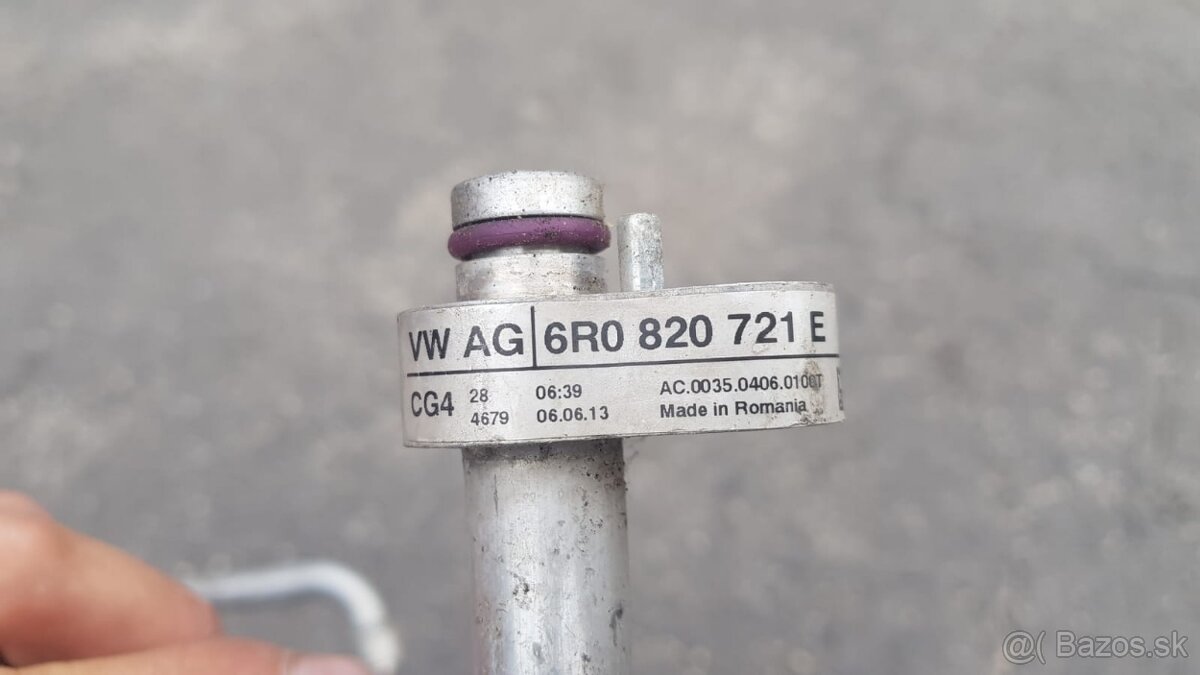 VW AG 6R0 820 721 E
CG4 28 06:39 AC.0035.0406.0100T
4679 06.06.13 Made in Romania
@( Bazos.sk